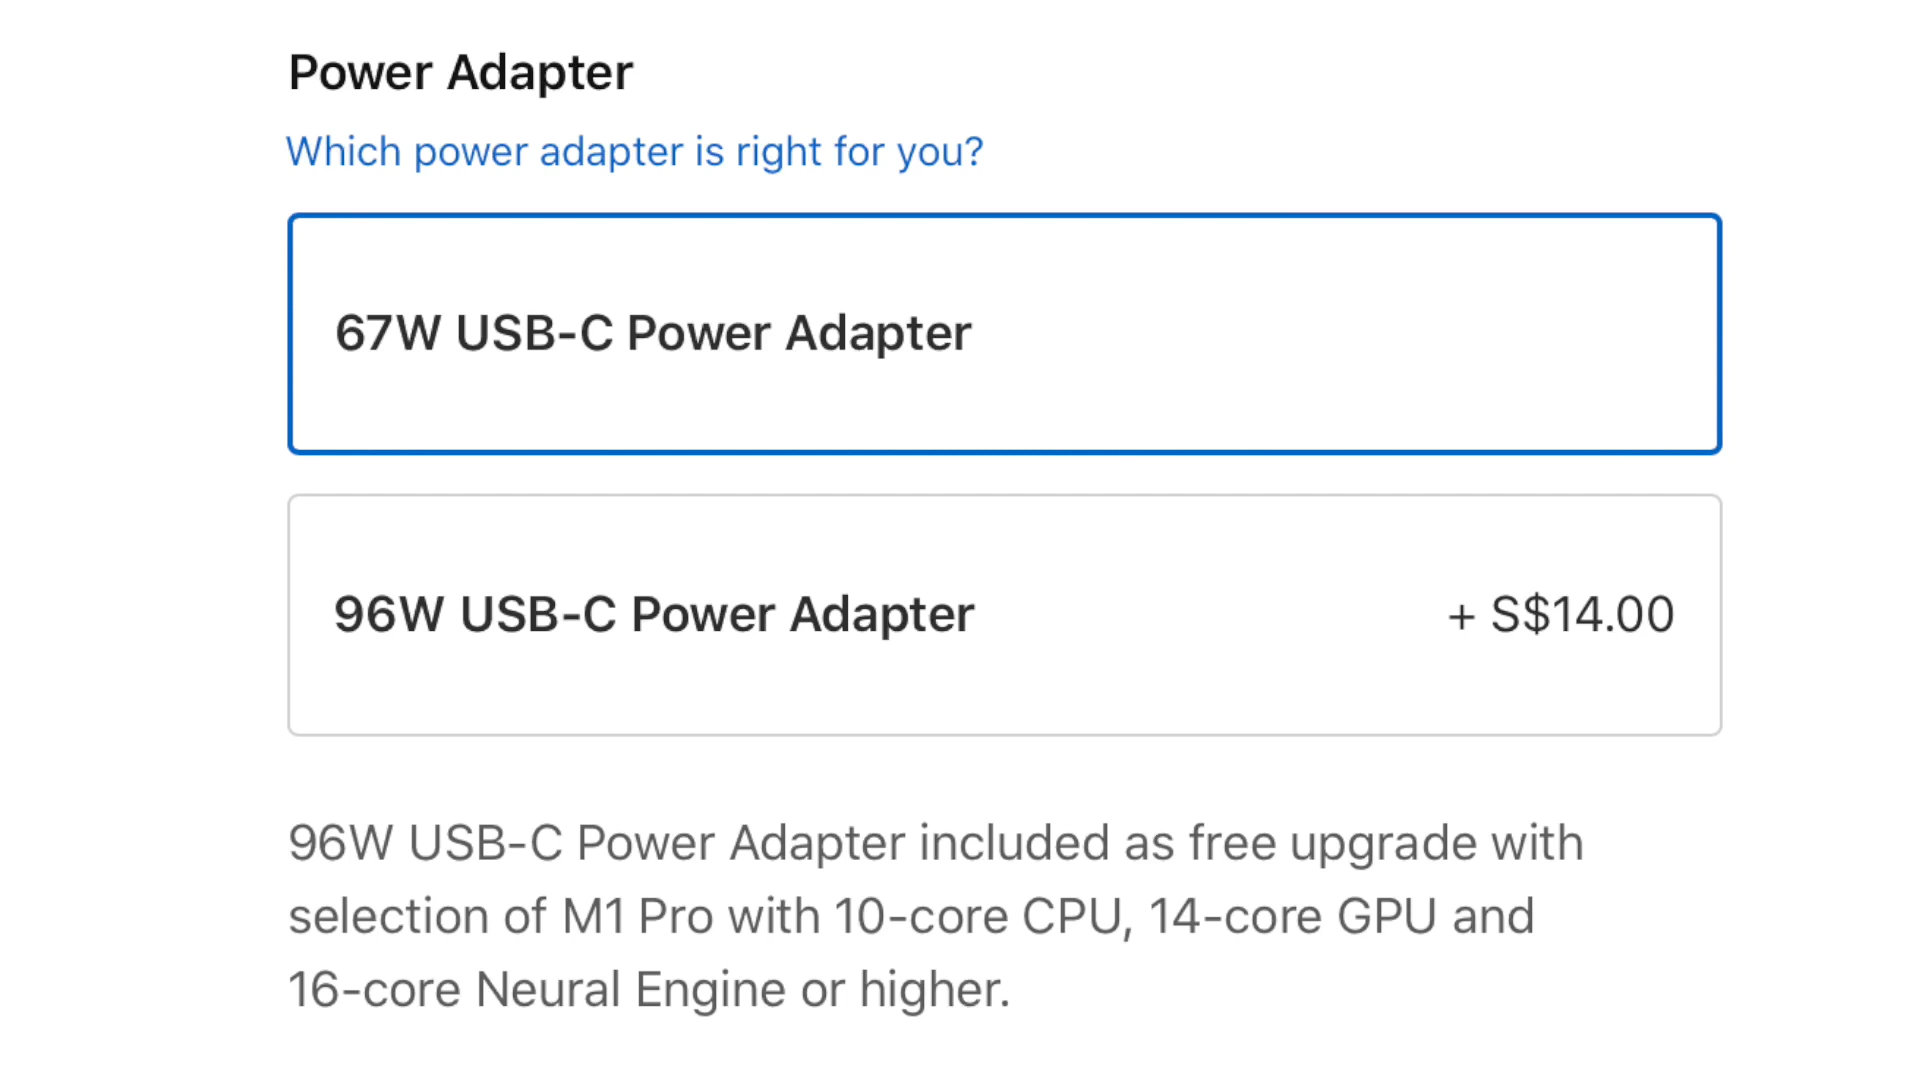 Power Adapter
Which power adapter is right for you?
67W USB-C Power Adapter
96W USB-C Power Adapter + S$14.00
96W USB-C Power Adapter included as free upgrade with
selection of M1 Pro with 10-core CPU, 14-core GPU and
16-core Neural Engine or higher.